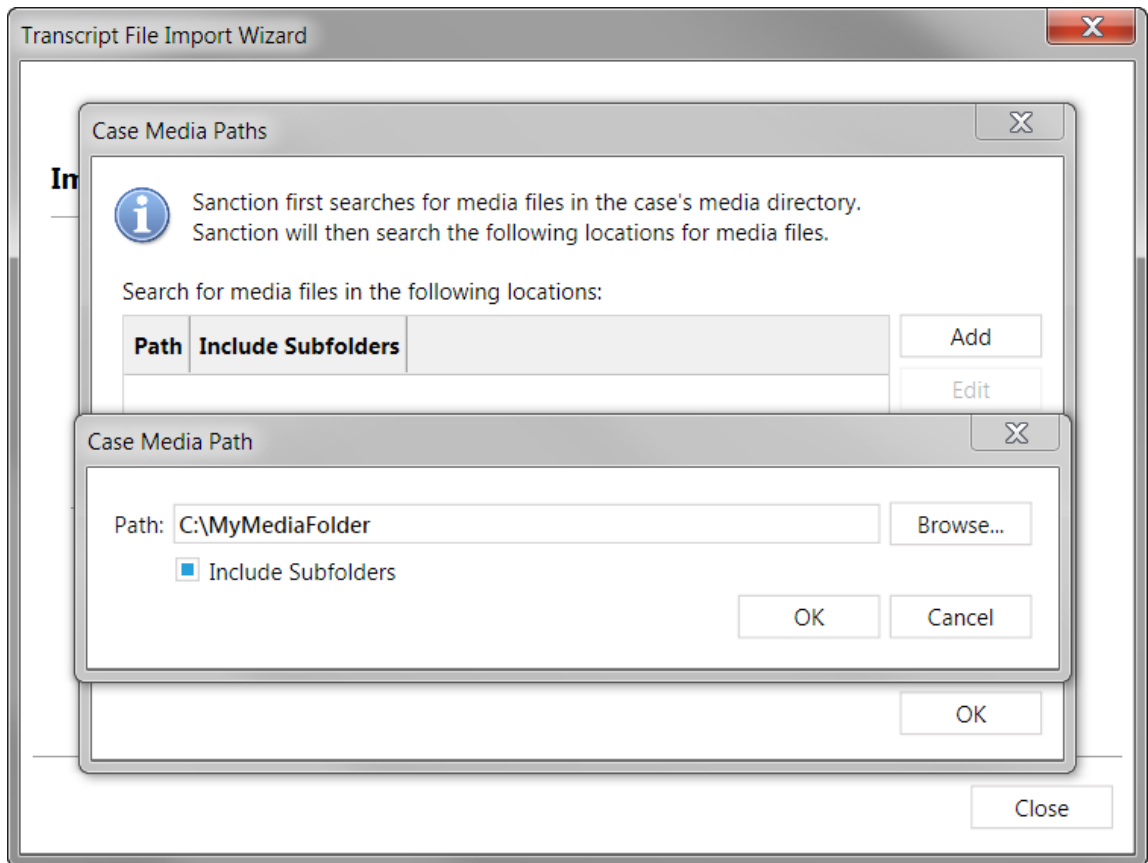 Transcript File Import Wizard
Case Media Paths
Im
Sanction first searches for media files in the case's media directory.
Sanction will then search the following locations for media files.
Search for media files in the following locations:
Path Include Subfolders
Add
Edit
Case Media Path
Path: C:\MyMediaFolder
Browse...
Include Subfolders
OK Cancel
OK
Close